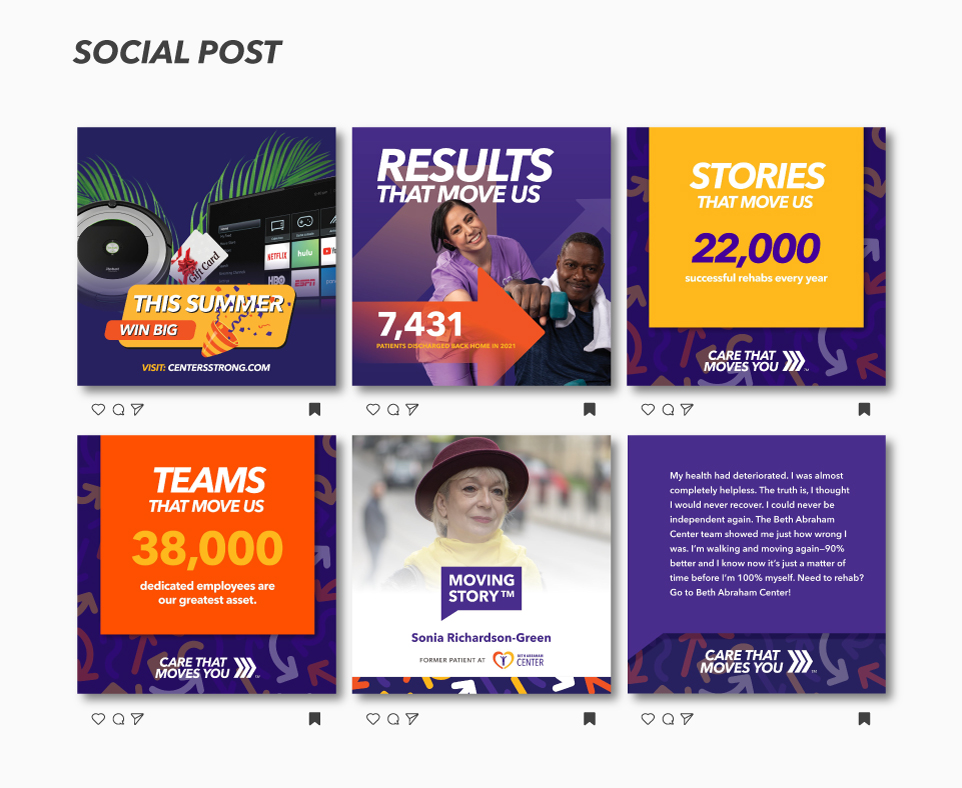 SOCIAL POST
NETFLIX
hulu
HBO
ESPN
Gift Card
THIS SUMMER
WIN BIG
VISIT: CENTERSSTRONG.COM
RESULTS
THAT MOVE US
7,431
PATIENTS DISCHARGED BACK HOME IN 2021
STORIES
THAT MOVE US
22,000
successful rehabs every year
CARE THAT
MOVES YOU
TEAMS
THAT MOVE US
38,000
dedicated employees are
our greatest asset.
CARE THAT
MOVES YOU
MOVING
STORY™
Sonia Richardson-Green
FORMER PATIENT AT
BETH ABRAHAM
CENTER
My health had deteriorated. I was almost
completely helpless. The truth is, I thought
I would never recover. I could never be
independent again. The Beth Abraham
Center team showed me just how wrong I
was. I'm walking and moving again–90%
better and I know now it's just a matter of
time before I'm 100% myself. Need to rehab?
Go to Beth Abraham Center!
CARE THAT
MOVES YOU